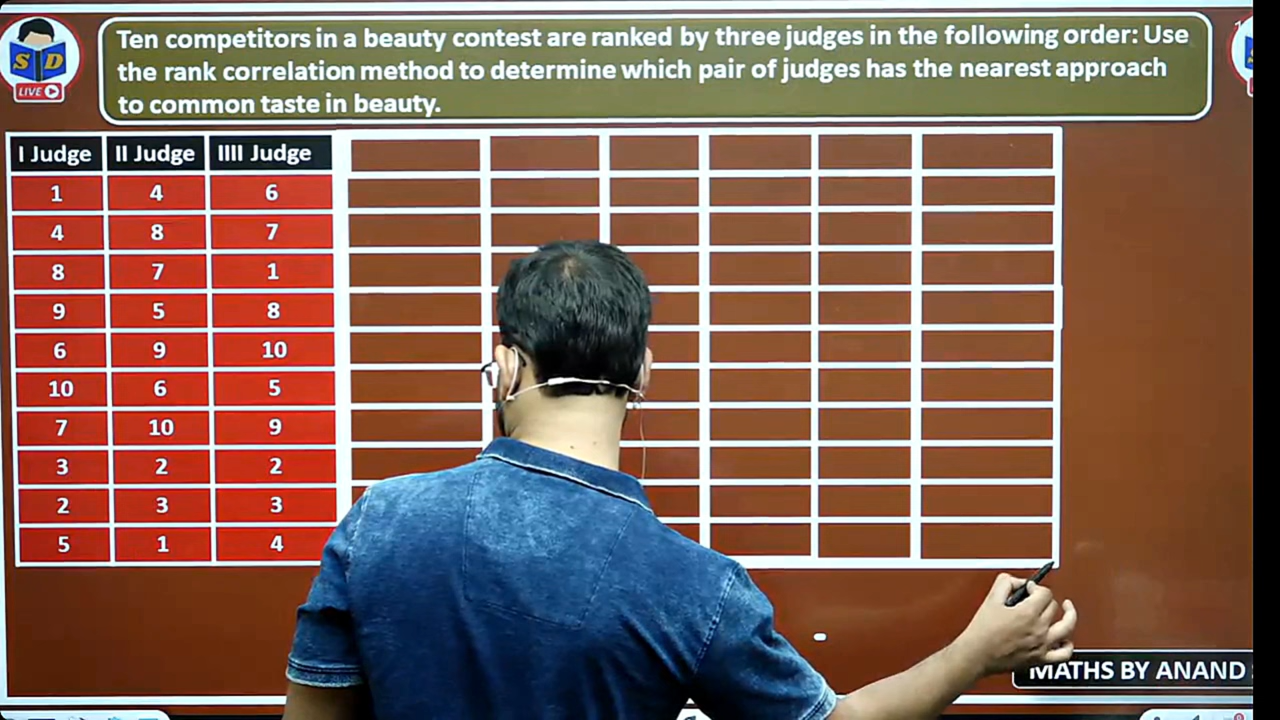 Ten competitors in a beauty contest are ranked by three judges in the following order: Use
the rank correlation method to determine which pair of judges has the nearest approach
to common taste in beauty.
S D
LIVE
I Judge II Judge IIII Judge
1 4 6
4 8 7
8 7 1
9 5 8
6 9 10
10 6 5
7 10 9
3 2 2
2 3 3
5 1 4
MATHS BY ANAND